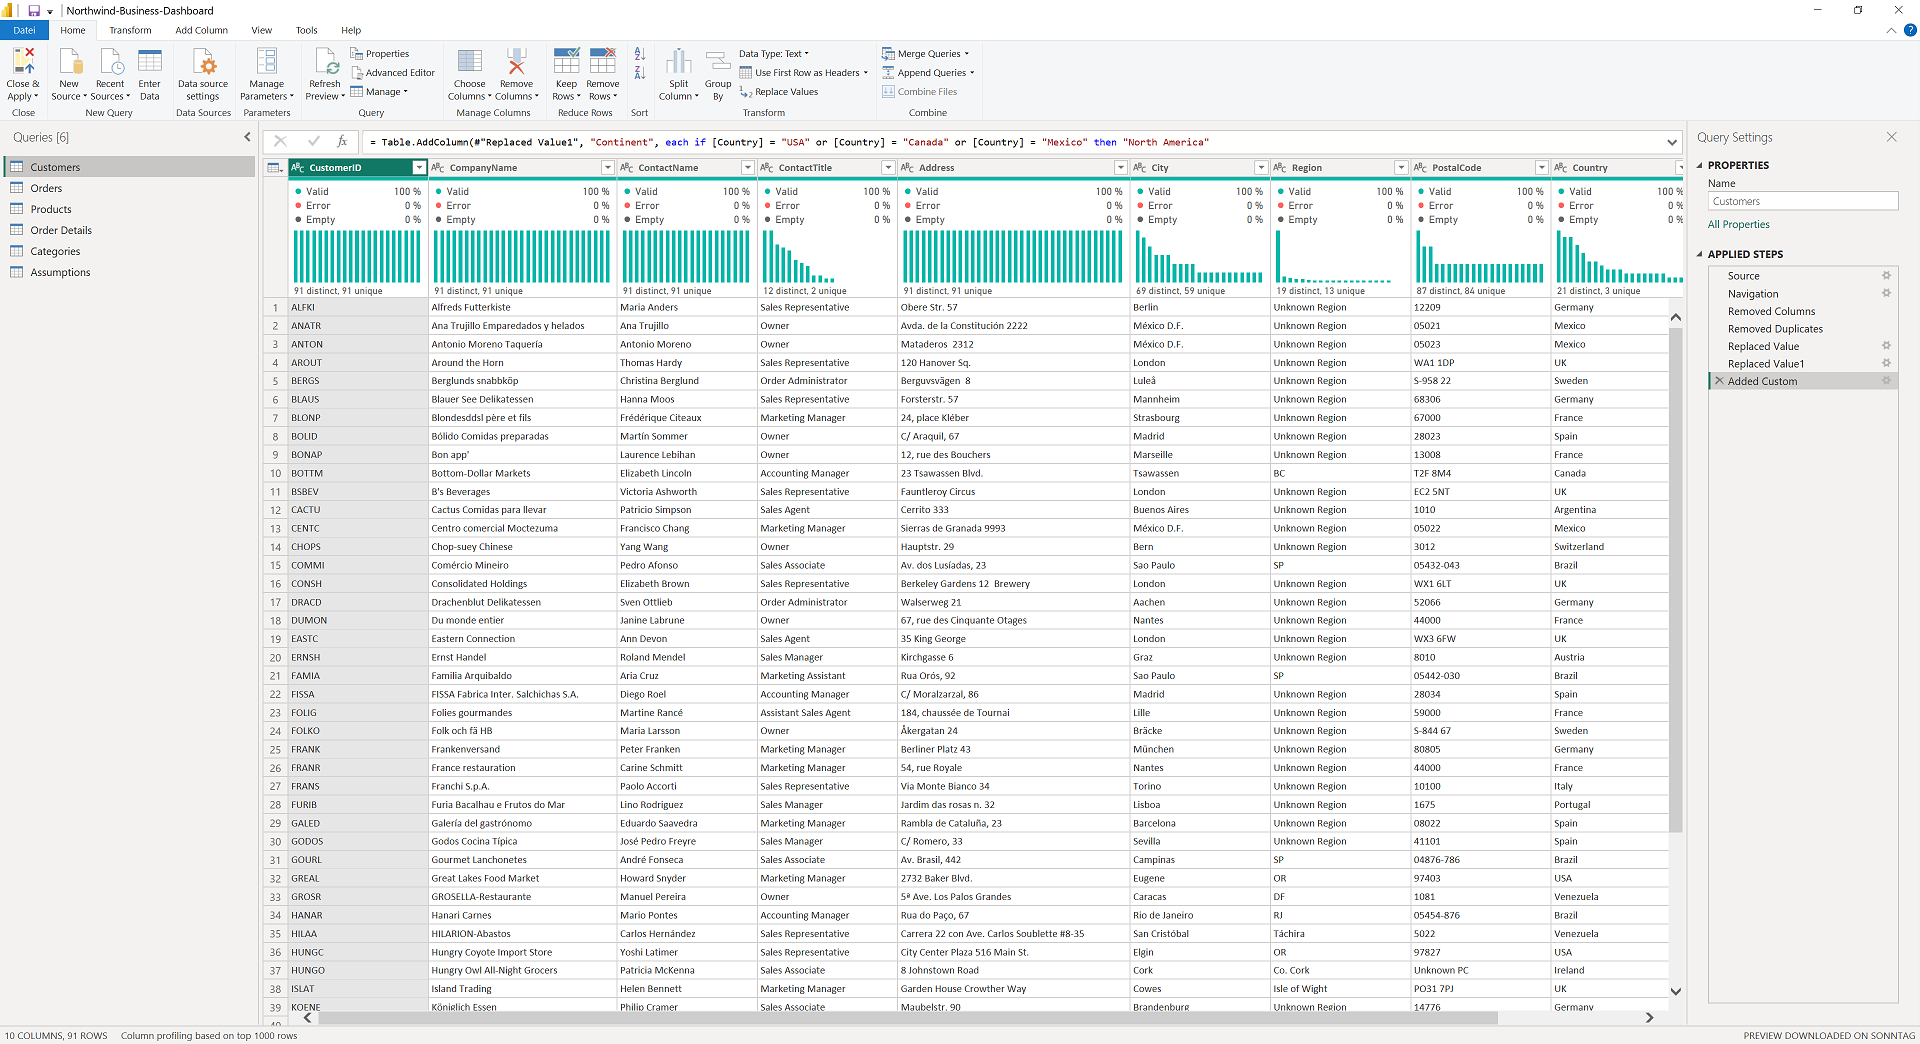 Northwind-Business-Dashboard
Datei Home Transform Add Column View Tools Help
Close & Apply New Source Recent Sources Enter Data Data source settings Manage Parameters Refresh Preview Properties Advanced Editor Manage Choose Columns Remove Columns Keep Rows Remove Rows Split Column Group By Data Type: Text Use First Row as Headers Replace Values Merge Queries Append Queries Combine Files
Close New Query Data Sources Parameters Query Manage Columns Reduce Rows Sort Transform Combine
Queries [6]
Customers
Orders
Products
Order Details
Categories
Assumptions
= Table.AddColumn(#"Replaced Value1", "Continent", each if [Country] = "USA" or [Country] = "Canada" or [Country] = "Mexico" then "North America"
CustomerID CompanyName ContactName ContactTitle Address City Region PostalCode Country
Valid 100 % Valid 100 % Valid 100 % Valid 100 % Valid 100 % Valid 100 % Valid 100 % Valid 100 % Valid 100 %
Error 0 % Error 0 % Error 0 % Error 0 % Error 0 % Error 0 % Error 0 % Error 0 % Error 0 %
Empty 0 % Empty 0 % Empty 0 % Empty 0 % Empty 0 % Empty 0 % Empty 0 % Empty 0 % Empty 0 %
91 distinct, 91 unique 91 distinct, 91 unique 91 distinct, 91 unique 12 distinct, 2 unique 91 distinct, 91 unique 69 distinct, 59 unique 19 distinct, 13 unique 87 distinct, 84 unique 21 distinct, 3 unique
1 ALFKI Alfreds Futterkiste Maria Anders Sales Representative Obere Str. 57 Berlin Unknown Region 12209 Germany
2 ANATR Ana Trujillo Emparedados y helados Ana Trujillo Owner Avda. de la Constitución 2222 México D.F. Unknown Region 05021 Mexico
3 ANTON Antonio Moreno Taquería Antonio Moreno Owner Mataderos 2312 México D.F. Unknown Region 05023 Mexico
4 AROUT Around the Horn Thomas Hardy Sales Representative 120 Hanover Sq. London Unknown Region WA1 1DP UK
5 BERGS Berglunds snabbköp Christina Berglund Order Administrator Berguvsvägen 8 Luleå Unknown Region S-958 22 Sweden
6 BLAUS Blauer See Delikatessen Hanna Moos Sales Representative Forsterstr. 57 Mannheim Unknown Region 68306 Germany
7 BLONP Blondesddsl père et fils Frédérique Citeaux Marketing Manager 24, place Kléber Strasbourg Unknown Region 67000 France
8 BOLID Bólido Comidas preparadas Martín Sommer Owner C/ Araquil, 67 Madrid Unknown Region 28023 Spain
9 BONAP Bon app' Laurence Lebihan Owner 12, rue des Bouchers Marseille Unknown Region 13008 France
10 BOTTM Bottom-Dollar Markets Elizabeth Lincoln Accounting Manager 23 Tsawassen Blvd. Tsawassen BC T2F 8M4 Canada
11 BSBEV B's Beverages Victoria Ashworth Sales Representative Fauntleroy Circus London Unknown Region EC2 5NT UK
12 CACTU Cactus Comidas para llevar Patricio Simpson Sales Agent Cerrito 333 Buenos Aires Unknown Region 1010 Argentina
13 CENTC Centro comercial Moctezuma Francisco Chang Marketing Manager Sierras de Granada 9993 México D.F. Unknown Region 05022 Mexico
14 CHOPS Chop-suey Chinese Yang Wang Owner Hauptstr. 29 Bern Unknown Region 3012 Switzerland
15 COMMI Comércio Mineiro Pedro Afonso Sales Associate Av. dos Lusíadas, 23 Sao Paulo SP 05432-043 Brazil
16 CONSH Consolidated Holdings Elizabeth Brown Sales Representative Berkeley Gardens 12 Brewery London Unknown Region WX1 6LT UK
17 DRACD Drachenblut Delikatessen Sven Ottlieb Order Administrator Walserweg 21 Aachen Unknown Region 52066 Germany
18 DUMON Du monde entier Janine Labrune Owner 67, rue des Cinquante Otages Nantes Unknown Region 44000 France
19 EASTC Eastern Connection Ann Devon Sales Agent 35 King George London Unknown Region WX3 6FW UK
20 ERNSH Ernst Handel Roland Mendel Sales Manager Kirchgasse 6 Graz Unknown Region 8010 Austria
21 FAMIA Familia Arquibaldo Aria Cruz Marketing Assistant Rua Orós, 92 Sao Paulo SP 05442-030 Brazil
22 FISSA FISSA Fabrica Inter. Salchichas S.A. Diego Roel Accounting Manager C/ Moralzarzal, 86 Madrid Unknown Region 28034 Spain
23 FOLIG Folies gourmandes Martine Rancé Assistant Sales Agent 184, chaussée de Tournai Lille Unknown Region 59000 France
24 FOLKO Folk och fä HB Maria Larsson Owner Åkergatan 24 Bräcke Unknown Region S-844 67 Sweden
25 FRANK Frankenversand Peter Franken Marketing Manager Berliner Platz 43 München Unknown Region 80805 Germany
26 FRANR France restauration Carine Schmitt Marketing Manager 54, rue Royale Nantes Unknown Region 44000 France
27 FRANS Franchi S.p.A. Paolo Accorti Sales Representative Via Monte Bianco 34 Torino Unknown Region 10100 Italy
28 FURIB Furia Bacalhau e Frutos do Mar Lino Rodriguez Sales Manager Jardim das rosas n. 32 Lisboa Unknown Region 1675 Portugal
29 GALED Galería del gastrónomo Eduardo Saavedra Marketing Manager Rambla de Cataluña, 23 Barcelona Unknown Region 08022 Spain
30 GODOS Godos Cocina Típica José Pedro Freyre Sales Manager C/ Romero, 33 Sevilla Unknown Region 41101 Spain
31 GOURL Gourmet Lanchonetes André Fonseca Sales Associate Av. Brasil, 442 Campinas SP 04876-786 Brazil
32 GREAL Great Lakes Food Market Howard Snyder Marketing Manager 2732 Baker Blvd. Eugene OR 97403 USA
33 GROSR GROSELLA-Restaurante Manuel Pereira Owner 5ª Ave. Los Palos Grandes Caracas DF 1081 Venezuela
34 HANAR Hanari Carnes Mario Pontes Accounting Manager Rua do Paço, 67 Rio de Janeiro RJ 05454-876 Brazil
35 HILAA HILARION-Abastos Carlos Hernández Sales Representative Carrera 22 con Ave. Carlos Soublette #8-35 San Cristóbal Táchira 5022 Venezuela
36 HUNGC Hungry Coyote Import Store Yoshi Latimer Sales Representative City Center Plaza 516 Main St. Elgin OR 97827 USA
37 HUNGO Hungry Owl All-Night Grocers Patricia McKenna Sales Associate 8 Johnstown Road Cork Co. Cork Unknown PC Ireland
38 ISLAT Island Trading Helen Bennett Marketing Manager Garden House Crowther Way Cowes Isle of Wight PO31 7PJ UK
39 KOENE Königlich Essen Philip Cramer Sales Associate Maubelstr. 90 Brandenburg Unknown Region 14776 Germany
40
Query Settings
PROPERTIES
Name
Customers
All Properties
APPLIED STEPS
Source
Navigation
Removed Columns
Removed Duplicates
Replaced Value
Replaced Value1
Added Custom
10 COLUMNS, 91 ROWS Column profiling based on top 1000 rows PREVIEW DOWNLOADED ON SONNTAG